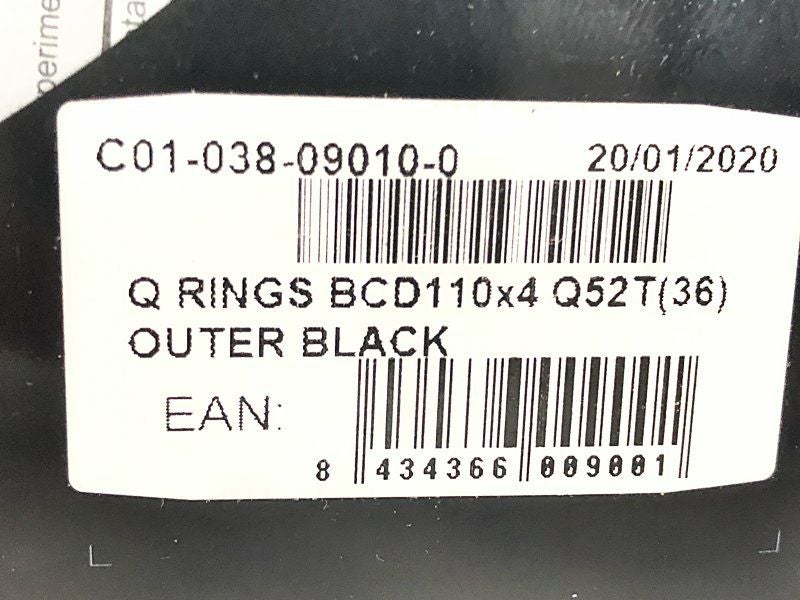 C01-038-09010-0 20/01/2020
Q RINGS BCD110x4 Q52T(36)
OUTER BLACK
EAN:
8 434366 009001